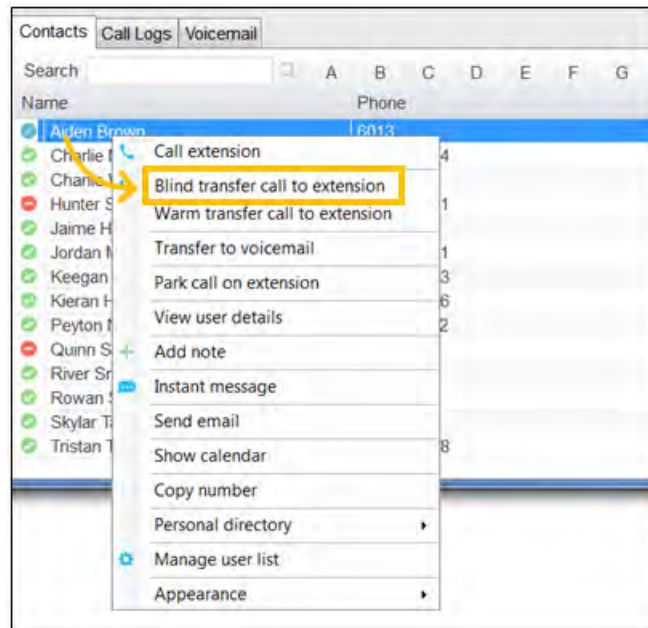 Contacts Call Logs Voicemail
Search A B C D E F G
Name Phone
Aiden Brown 6013
Charlie 4
Charlie
Hunter S 1
Jaime H
Jordan 1
Keegan 3
Kieran H 6
Peyton 2
Quinn S
River Sr
Rowan
Skylar T
Tristan T 8
Call extension
Blind transfer call to extension
Warm transfer call to extension
Transfer to voicemail
Park call on extension
View user details
Add note
Instant message
Send email
Show calendar
Copy number
Personal directory
Manage user list
Appearance